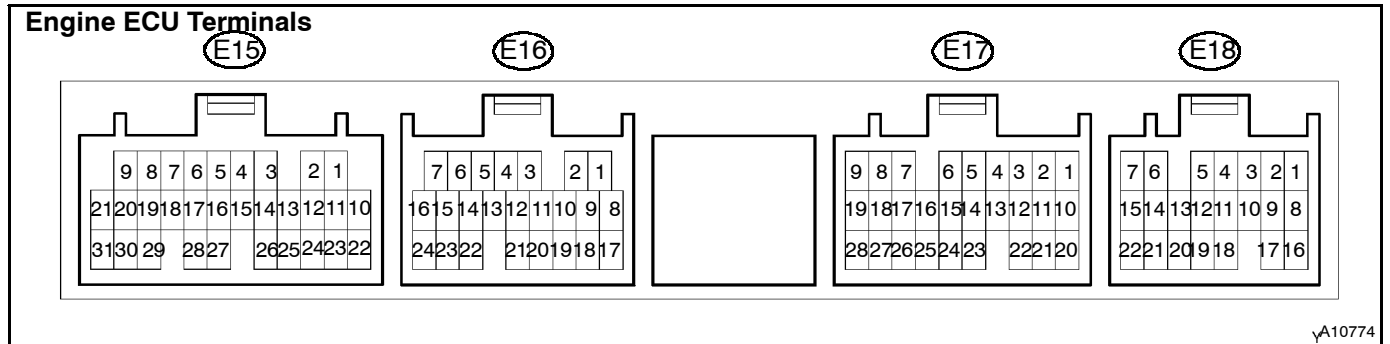 Engine ECU Terminals
E15 E16 E17 E18
9 8 7 6 5 4 3 2 1 7 6 5 4 3 2 1 9 8 7 6 5 4 3 2 1 7 6 5 4 3 2 1
21 20 19 18 17 16 15 14 13 12 11 10 16 15 14 13 12 11 10 9 8 19 18 17 16 15 14 13 12 11 10 15 14 13 12 11 10 9 8
31 30 29 28 27 26 25 24 23 22 24 23 22 21 20 19 18 17 28 27 26 25 24 23 22 21 20 22 21 20 19 18 17 16
Y A10774